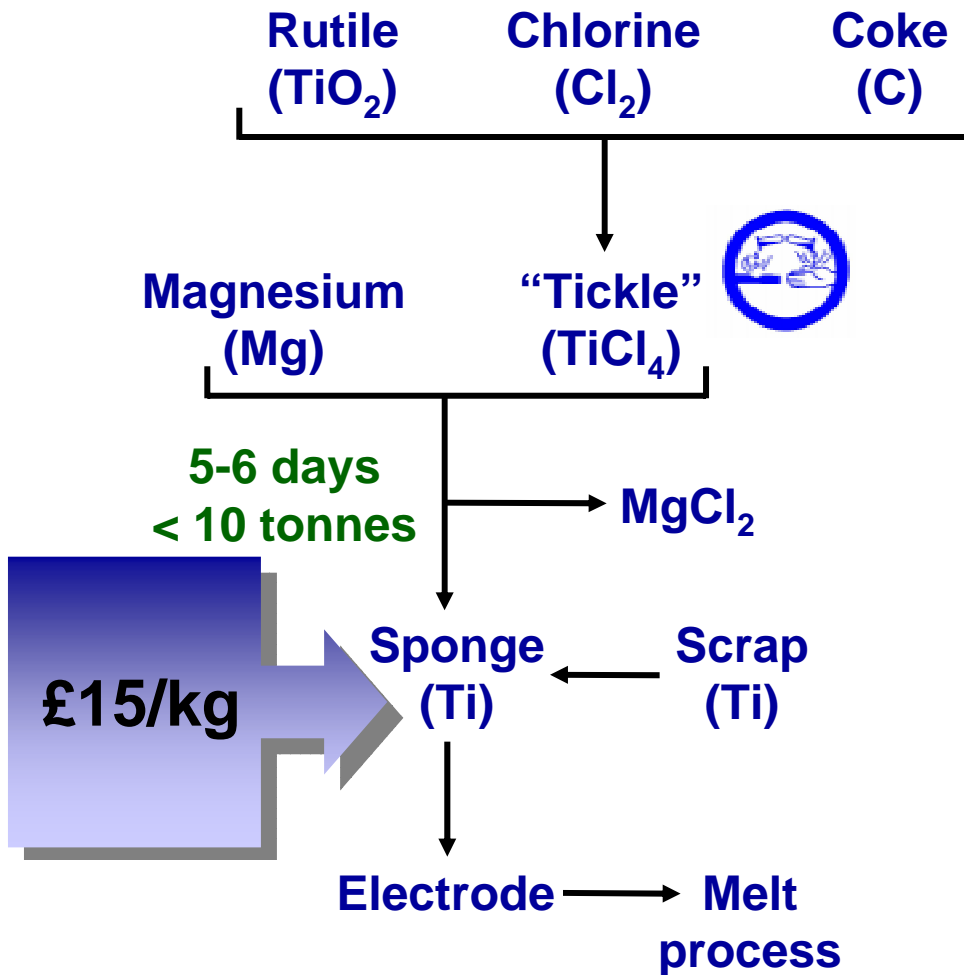 Rutile Chlorine Coke
(TiO₂) (Cl₂) (C)
Magnesium “Tickle”
(Mg) (TiCl₄)
5-6 days
< 10 tonnes
MgCl₂
£15/kg
Sponge Scrap
(Ti) (Ti)
Electrode Melt
process